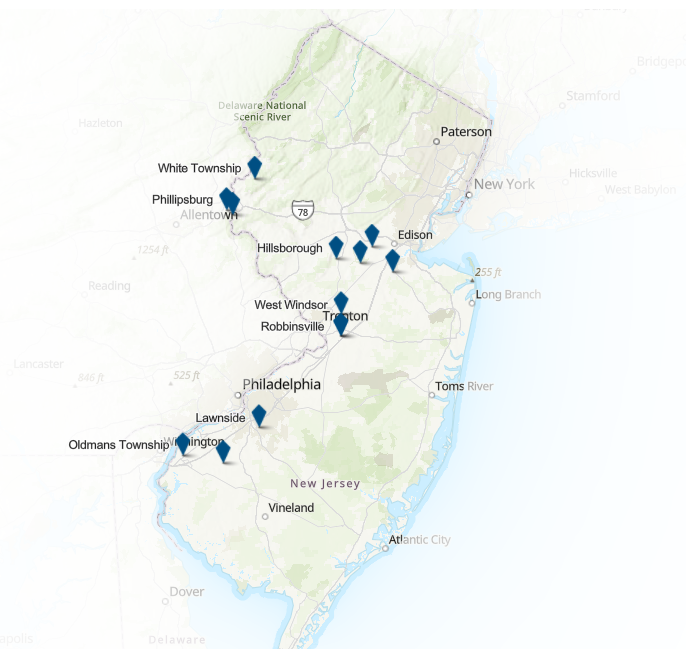 Bridgep
Stamford
Delaware National
Scenic River
Hazleton
Paterson
White Township
Hicksville
New York
West Babylon
Phillipsburg
Allentown
78
Edison
Hillsborough
1254 ft
255 ft
Reading
Long Branch
West Windsor
Trenton
Robbinsville
Lancaster
846 ft
525 ft
Philadelphia
Toms River
Lawnside
Oldmans Township
Wilmington
New Jersey
Vineland
Atlantic City
Dover
apolis
Delaware